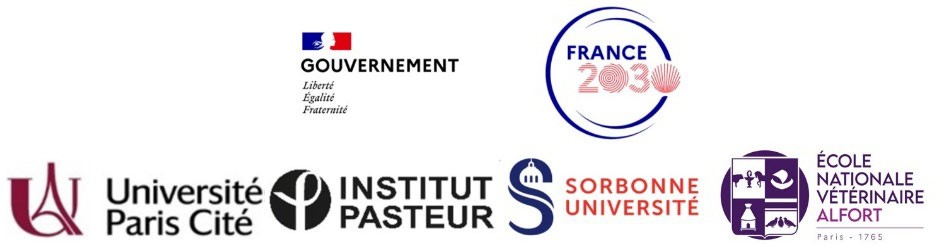 GOUVERNEMENT
Liberté
Égalité
Fraternité
FRANCE
2030
Université
Paris Cité
INSTITUT
PASTEUR
SORBONNE
UNIVERSITÉ
ÉCOLE
NATIONALE
VÉTÉRINAIRE
ALFORT
Paris - 1765